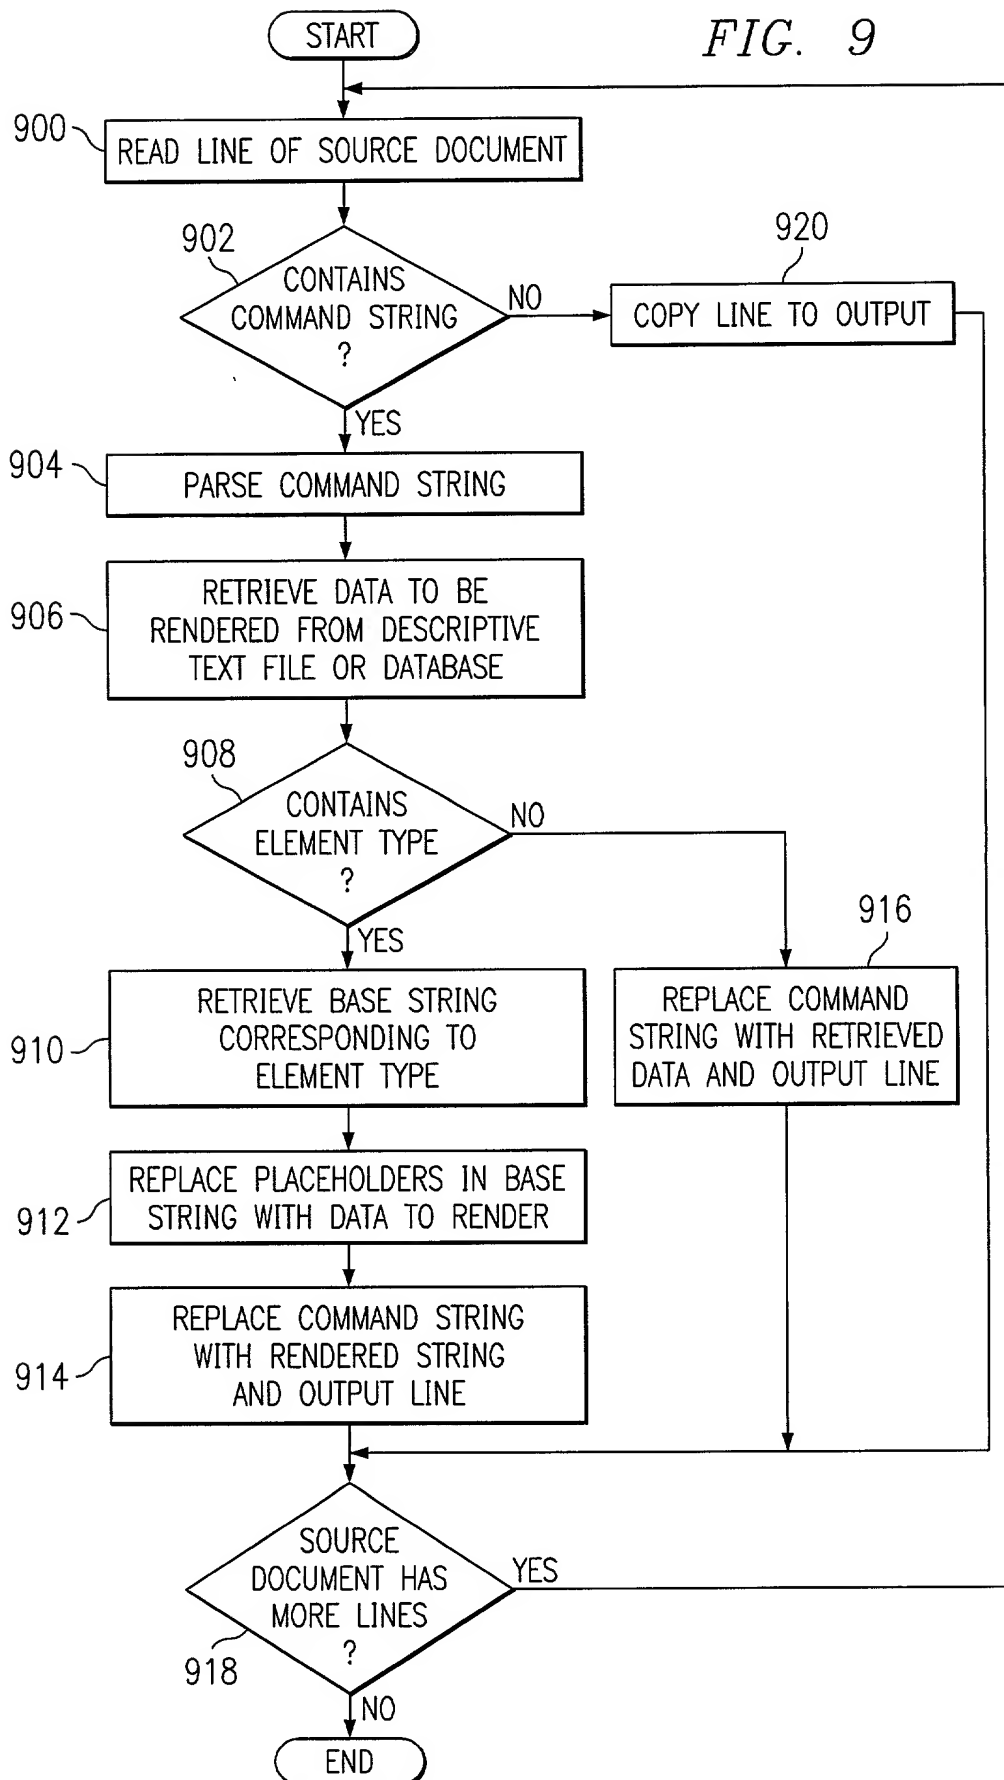 START
FIG. 9
900
READ LINE OF SOURCE DOCUMENT
902
CONTAINS
COMMAND STRING
?
NO
920
COPY LINE TO OUTPUT
YES
904
PARSE COMMAND STRING
906
RETRIEVE DATA TO BE
RENDERED FROM DESCRIPTIVE
TEXT FILE OR DATABASE
908
CONTAINS
ELEMENT TYPE
?
NO
YES
916
REPLACE COMMAND
STRING WITH RETRIEVED
DATA AND OUTPUT LINE
910
RETRIEVE BASE STRING
CORRESPONDING TO
ELEMENT TYPE
912
REPLACE PLACEHOLDERS IN BASE
STRING WITH DATA TO RENDER
914
REPLACE COMMAND STRING
WITH RENDERED STRING
AND OUTPUT LINE
SOURCE
DOCUMENT HAS
MORE LINES
?
YES
918
NO
END